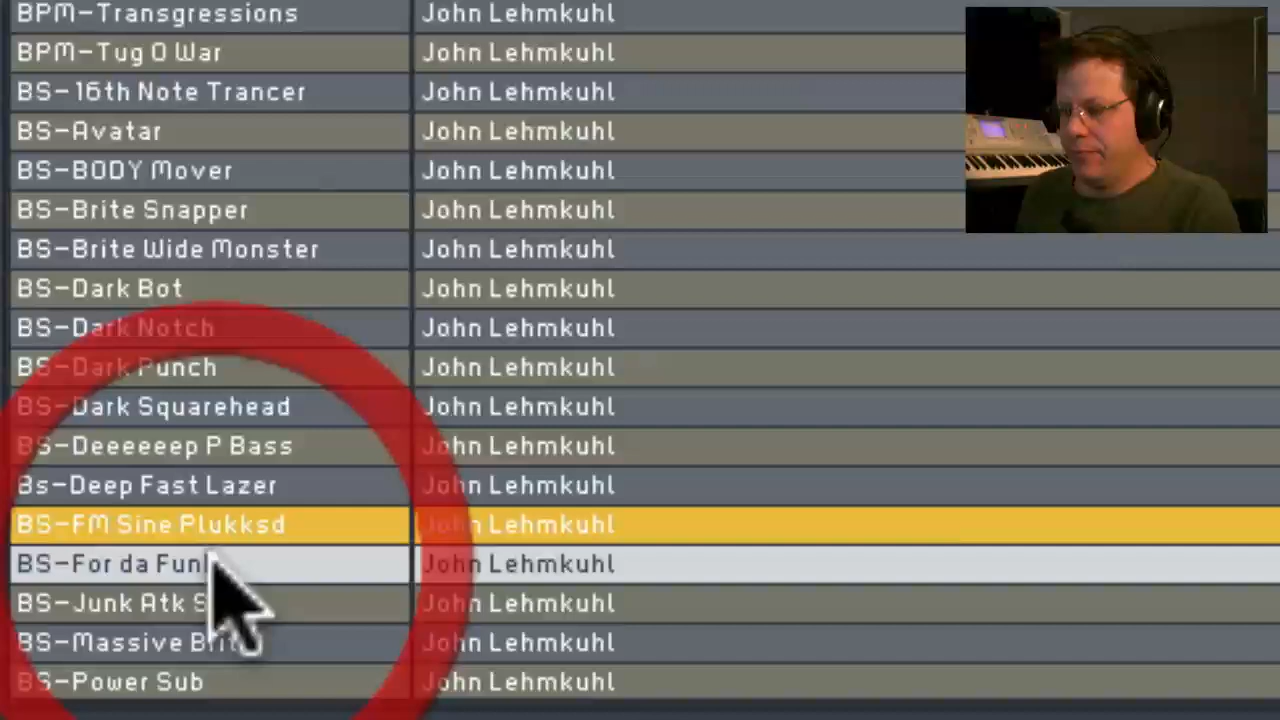 BPM-Transgressions John Lehmkuhl
BPM-Tug O War John Lehmkuhl
BS-16th Note Trancer John Lehmkuhl
BS-Avatar John Lehmkuhl
BS-BODY Mover John Lehmkuhl
BS-Brite Snapper John Lehmkuhl
BS-Brite Wide Monster John Lehmkuhl
BS-Dark Bot John Lehmkuhl
BS-Dark Notch John Lehmkuhl
BS-Dark Punch John Lehmkuhl
BS-Dark Squarehead John Lehmkuhl
BS-Deeeeeep P Bass John Lehmkuhl
Bs-Deep Fast Lazer John Lehmkuhl
BS-FM Sine Plukksd John Lehmkuhl
BS-For da John Lehmkuhl
BS-Junk Atk John Lehmkuhl
BS-Massive John Lehmkuhl
BS-Power Sub John Lehmkuhl